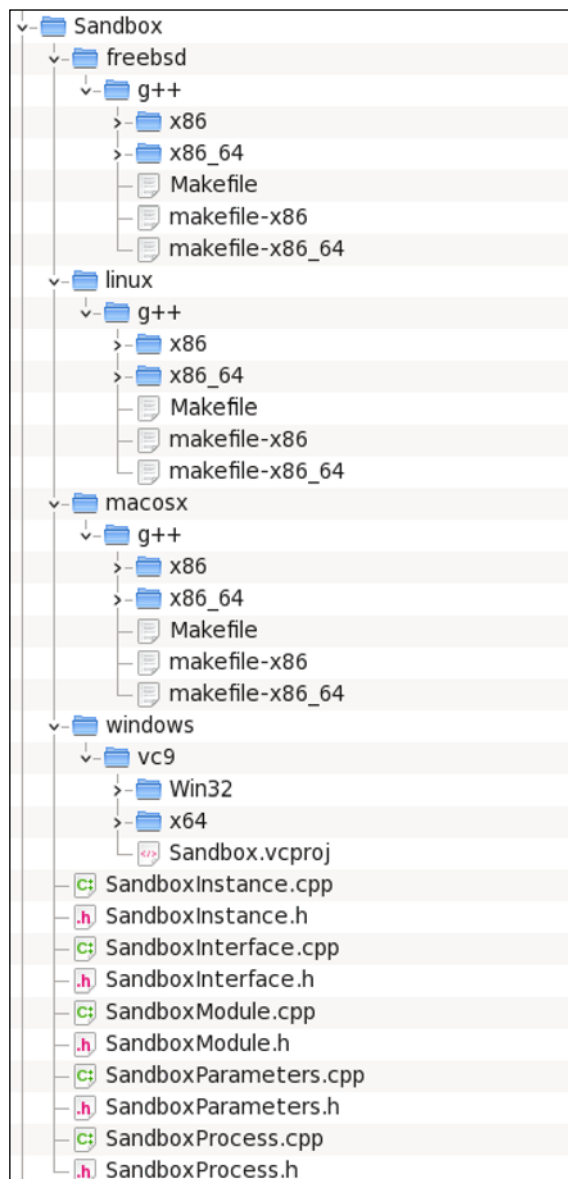 Sandbox
freebsd
g++
x86
x86_64
Makefile
makefile-x86
makefile-x86_64
linux
g++
x86
x86_64
Makefile
makefile-x86
makefile-x86_64
macosx
g++
x86
x86_64
Makefile
makefile-x86
makefile-x86_64
windows
vc9
Win32
x64
</> Sandbox.vcproj
C+ SandboxInstance.cpp
.h SandboxInstance.h
C+ SandboxInterface.cpp
.h SandboxInterface.h
C+ SandboxModule.cpp
.h SandboxModule.h
C+ SandboxParameters.cpp
.h SandboxParameters.h
C+ SandboxProcess.cpp
.h SandboxProcess.h